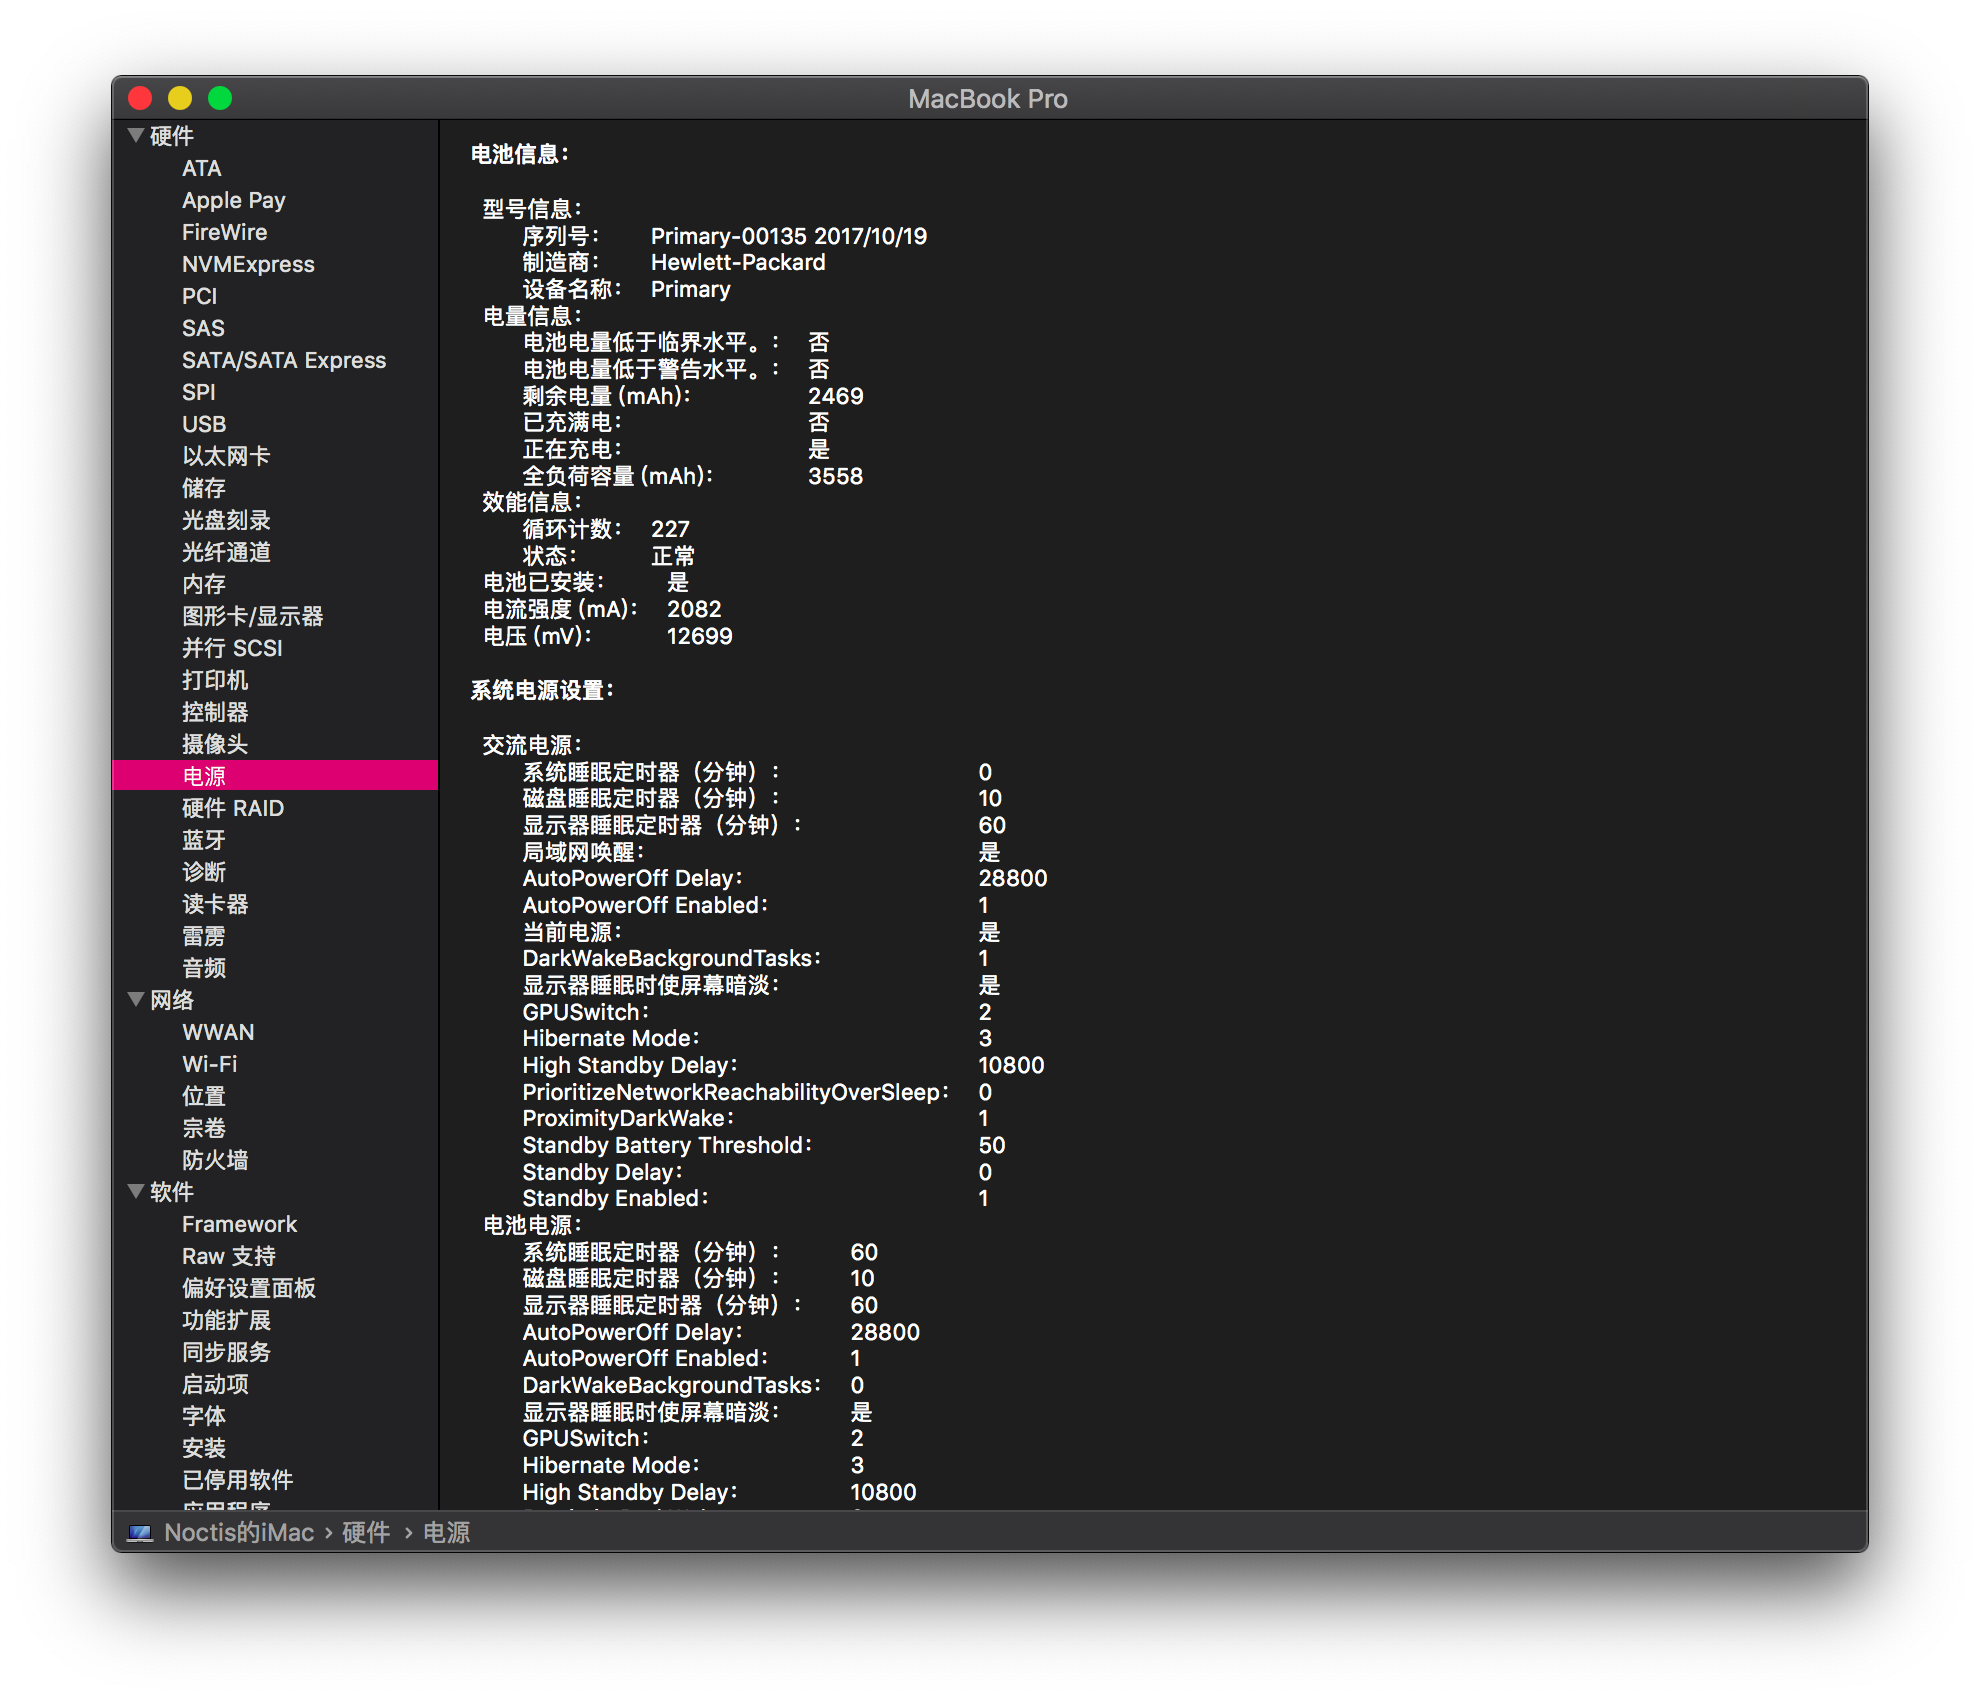 MacBook Pro
硬件
ATA
Apple Pay
FireWire
NVMExpress
PCI
SAS
SATA/SATA Express
SPI
USB
以太网卡
储存
光盘刻录
光纤通道
内存
图形卡/显示器
并行 SCSI
打印机
控制器
摄像头
电源
硬件 RAID
蓝牙
诊断
读卡器
雷雳
音频
网络
WWAN
Wi-Fi
位置
宗卷
防火墙
软件
Framework
Raw 支持
偏好设置面板
功能扩展
同步服务
启动项
字体
安装
已停用软件
应用程序
电池信息：
型号信息：
序列号： Primary-00135 2017/10/19
制造商： Hewlett-Packard
设备名称： Primary
电量信息：
电池电量低于临界水平。： 否
电池电量低于警告水平。： 否
剩余电量 (mAh)： 2469
已充满电： 否
正在充电： 是
全负荷容量 (mAh)： 3558
效能信息：
循环计数： 227
状态： 正常
电池已安装： 是
电流强度 (mA)： 2082
电压 (mV)： 12699
系统电源设置：
交流电源：
系统睡眠定时器（分钟）： 0
磁盘睡眠定时器（分钟）： 10
显示器睡眠定时器（分钟）： 60
局域网唤醒： 是
AutoPowerOff Delay： 28800
AutoPowerOff Enabled： 1
当前电源： 是
DarkWakeBackgroundTasks： 1
显示器睡眠时使屏幕暗淡： 是
GPUSwitch： 2
Hibernate Mode： 3
High Standby Delay： 10800
PrioritizeNetworkReachabilityOverSleep： 0
ProximityDarkWake： 1
Standby Battery Threshold： 50
Standby Delay： 0
Standby Enabled： 1
电池电源：
系统睡眠定时器（分钟）： 60
磁盘睡眠定时器（分钟）： 10
显示器睡眠定时器（分钟）： 60
AutoPowerOff Delay： 28800
AutoPowerOff Enabled： 1
DarkWakeBackgroundTasks： 0
显示器睡眠时使屏幕暗淡： 是
GPUSwitch： 2
Hibernate Mode： 3
High Standby Delay： 10800
Noctis的iMac › 硬件 › 电源